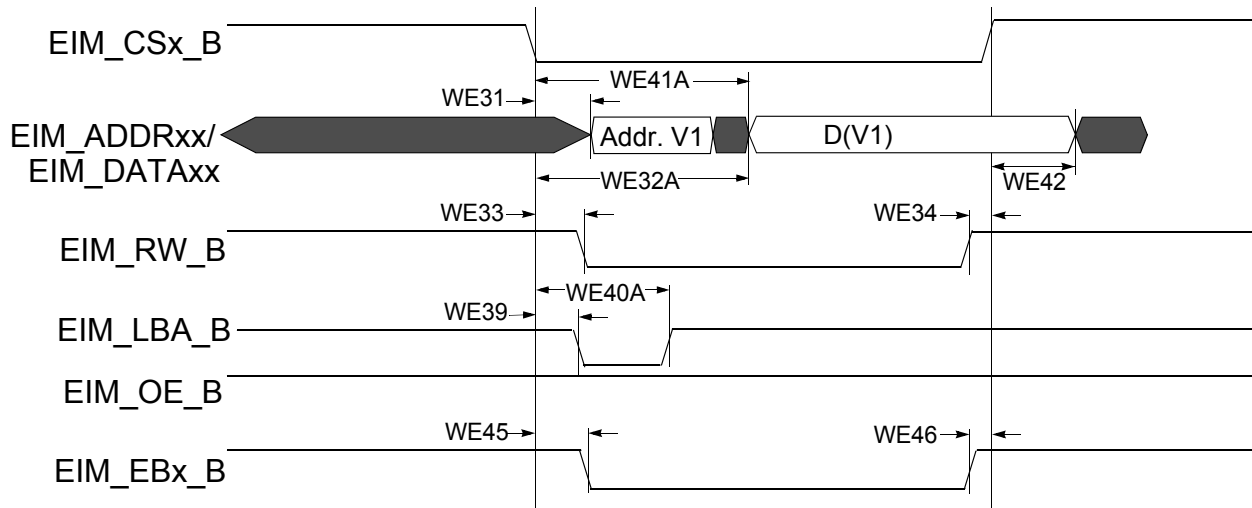 EIM_CSx_B
WE41A
WE31
EIM_ADDRxx/
EIM_DATAxx
Addr. V1
D(V1)
WE32A
WE42
WE33
WE34
EIM_RW_B
WE40A
WE39
EIM_LBA_B
EIM_OE_B
WE45
WE46
EIM_EBx_B